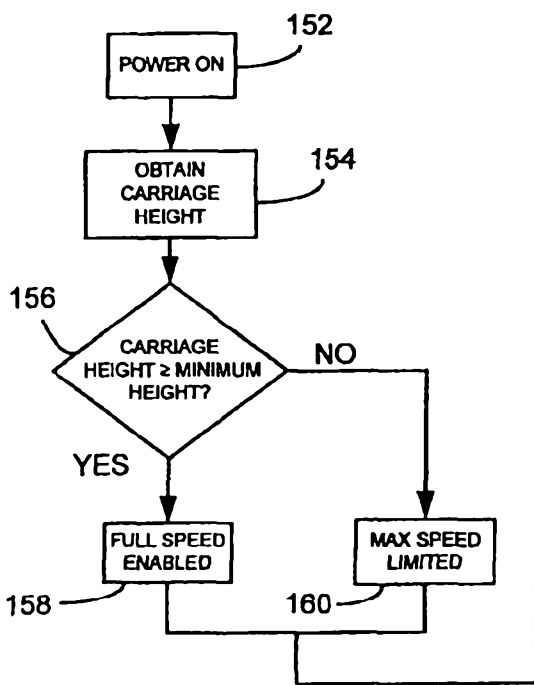 152
POWER ON
OBTAIN
CARRIAGE
HEIGHT
154
156
CARRIAGE
HEIGHT ≥ MINIMUM
HEIGHT?
NO
YES
FULL SPEED
ENABLED
MAX SPEED
LIMITED
158
160